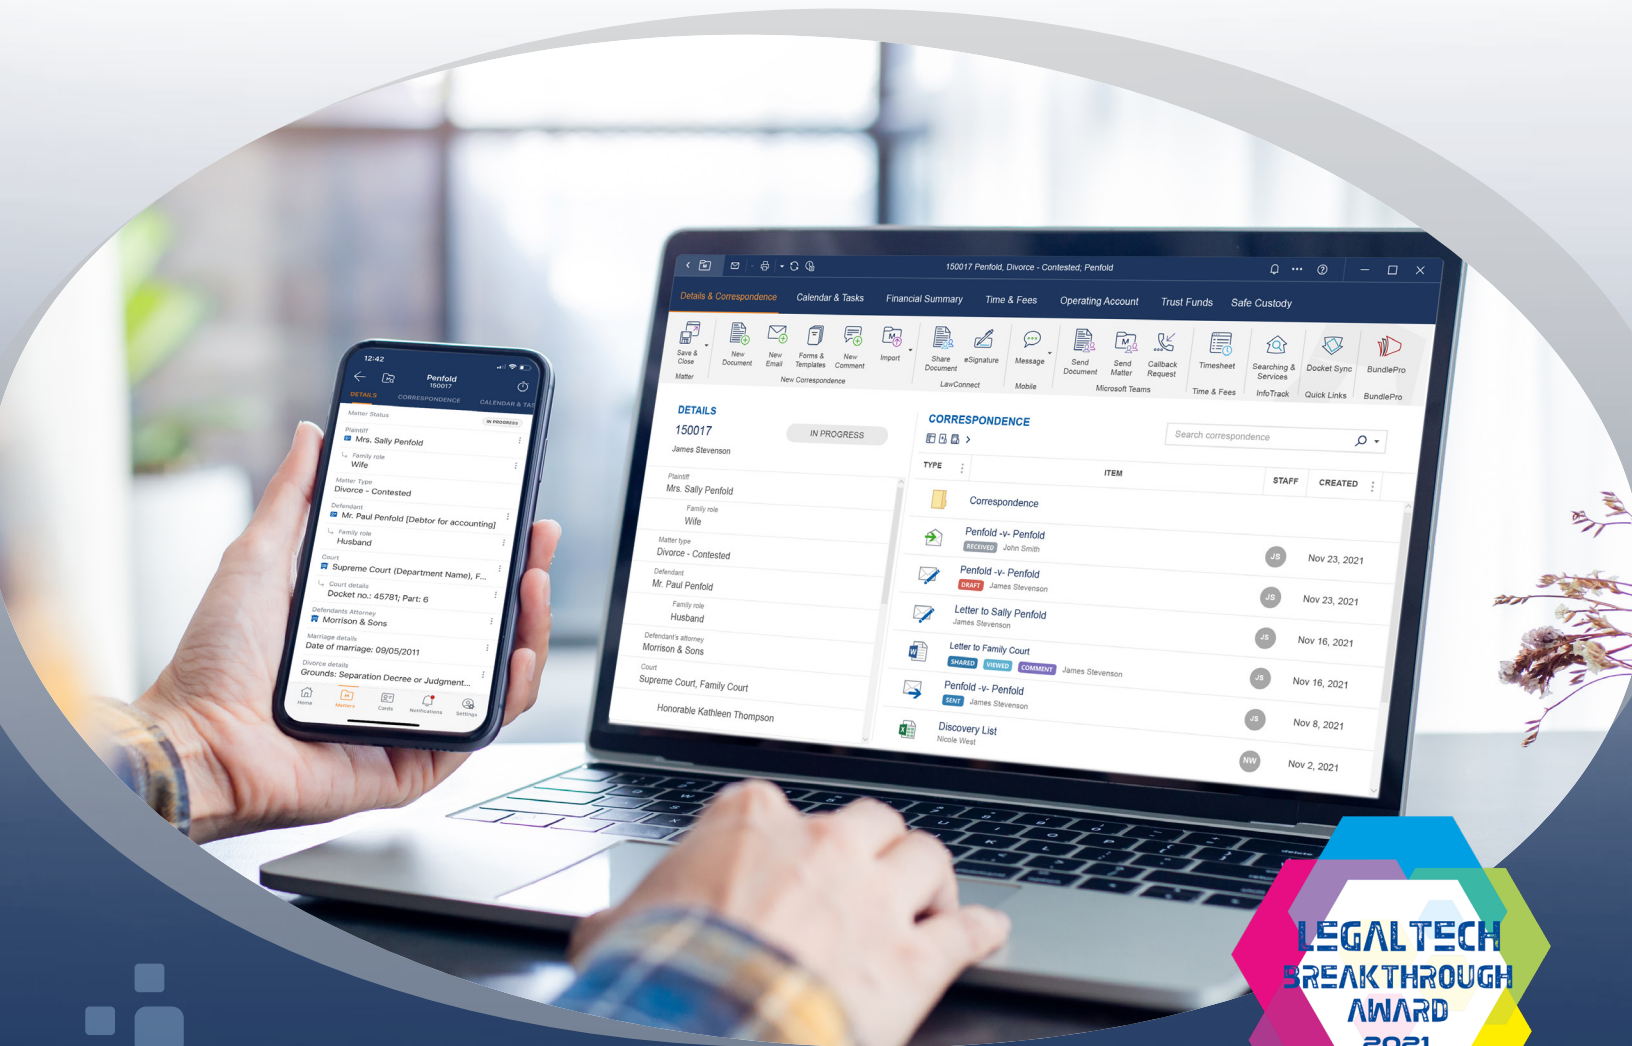 12:42
Penfold
150017
DETAILS
CORRESPONDENCE
CALENDAR & TAS
Matter Status
IN PROGRESS
Plaintiff
Mrs. Sally Penfold
Family role
Wife
Matter Type
Divorce - Contested
Defendant
Mr. Paul Penfold [Debtor for accounting]
Family role
Husband
Court
Supreme Court (Department Name), F...
Court details
Docket no.: 45781; Part: 6
Defendants Attorney
Morrison & Sons
Marriage details
Date of marriage: 09/05/2011
Divorce details
Grounds: Separation Decree or Judgment...
Home
Matters
Cards
Notifications
Settings
150017 Penfold, Divorce - Contested; Penfold
Details & Correspondence
Calendar & Tasks
Financial Summary
Time & Fees
Operating Account
Trust Funds
Safe Custody
Save & Close
New Document
New Email
Forms & Templates
New Comment
Import
Share Document
eSignature
Message
Send Document
Send Matter
Callback Request
Timesheet
Searching & Services
Docket Sync
BundlePro
Matter
New Correspondence
LawConnect
Mobile
Microsoft Teams
Time & Fees
InfoTrack
Quick Links
BundlePro
DETAILS
150017
IN PROGRESS
James Stevenson
Plaintiff
Mrs. Sally Penfold
Family role
Wife
Matter type
Divorce - Contested
Defendant
Mr. Paul Penfold
Family role
Husband
Defendant's attorney
Morrison & Sons
Court
Supreme Court, Family Court
Honorable Kathleen Thompson
CORRESPONDENCE
Search correspondence
TYPE
ITEM
STAFF
CREATED
Correspondence
Penfold -v- Penfold
RECEIVED John Smith
JS
Nov 23, 2021
Penfold -v- Penfold
DRAFT James Stevenson
JS
Nov 23, 2021
Letter to Sally Penfold
James Stevenson
JS
Nov 16, 2021
Letter to Family Court
SHARED VIEWED COMMENT James Stevenson
JS
Nov 16, 2021
Penfold -v- Penfold
SENT James Stevenson
JS
Nov 8, 2021
Discovery List
Nicole West
NW
Nov 2, 2021
LEGALTECH
BREAKTHROUGH
AWARD
2021